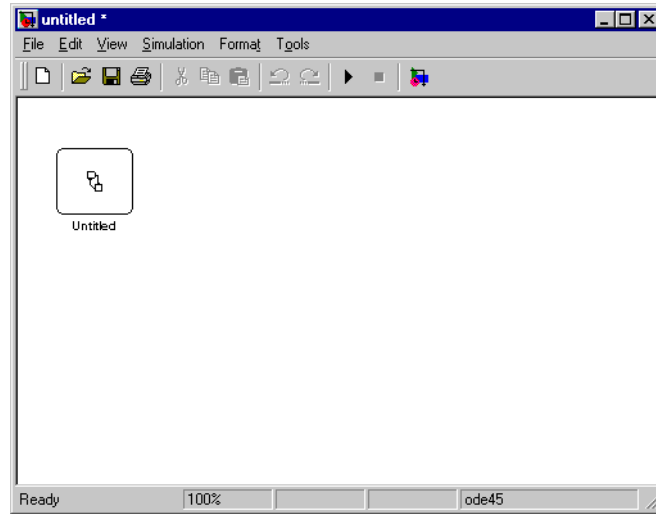 untitled *
File Edit View Simulation Format Tools
Untitled
Ready 100% ode45